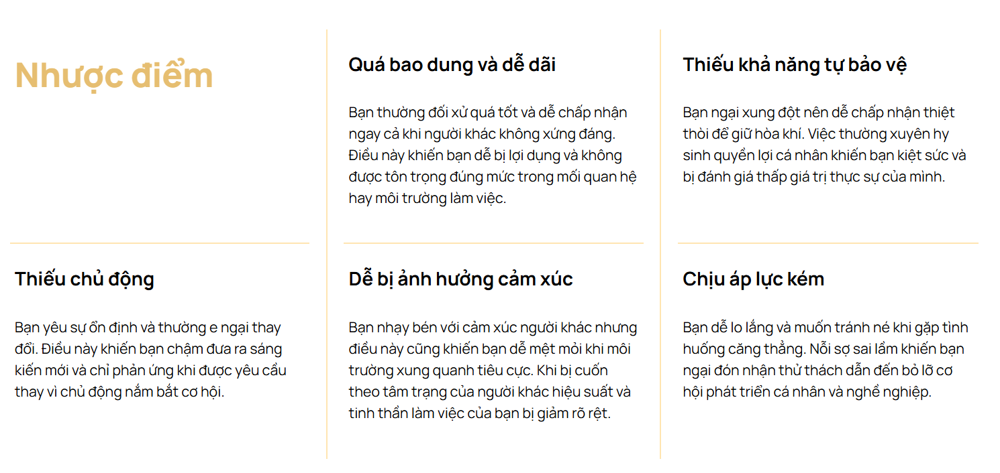 Nhược điểm
Quá bao dung và dễ dãi
Bạn thường đối xử quá tốt và dễ chấp nhận
ngay cả khi người khác không xứng đáng.
Điều này khiến bạn dễ bị lợi dụng và không
được tôn trọng đúng mức trong mối quan hệ
hay môi trường làm việc.
Thiếu khả năng tự bảo vệ
Bạn ngại xung đột nên dễ chấp nhận thiệt
thòi để giữ hòa khí. Việc thường xuyên hy
sinh quyền lợi cá nhân khiến bạn kiệt sức và
bị đánh giá thấp giá trị thực sự của mình.
Thiếu chủ động
Bạn yêu sự ổn định và thường e ngại thay
đổi. Điều này khiến bạn chậm đưa ra sáng
kiến mới và chỉ phản ứng khi được yêu cầu
thay vì chủ động nắm bắt cơ hội.
Dễ bị ảnh hưởng cảm xúc
Bạn nhạy bén với cảm xúc người khác nhưng
điều này cũng khiến bạn dễ mệt mỏi khi môi
trường xung quanh tiêu cực. Khi bị cuốn
theo tâm trạng của người khác hiệu suất và
tinh thần làm việc của bạn bị giảm rõ rệt.
Chịu áp lực kém
Bạn dễ lo lắng và muốn tránh né khi gặp tình
huống căng thẳng. Nỗi sợ sai lầm khiến bạn
ngại đón nhận thử thách dẫn đến bỏ lỡ cơ
hội phát triển cá nhân và nghề nghiệp.